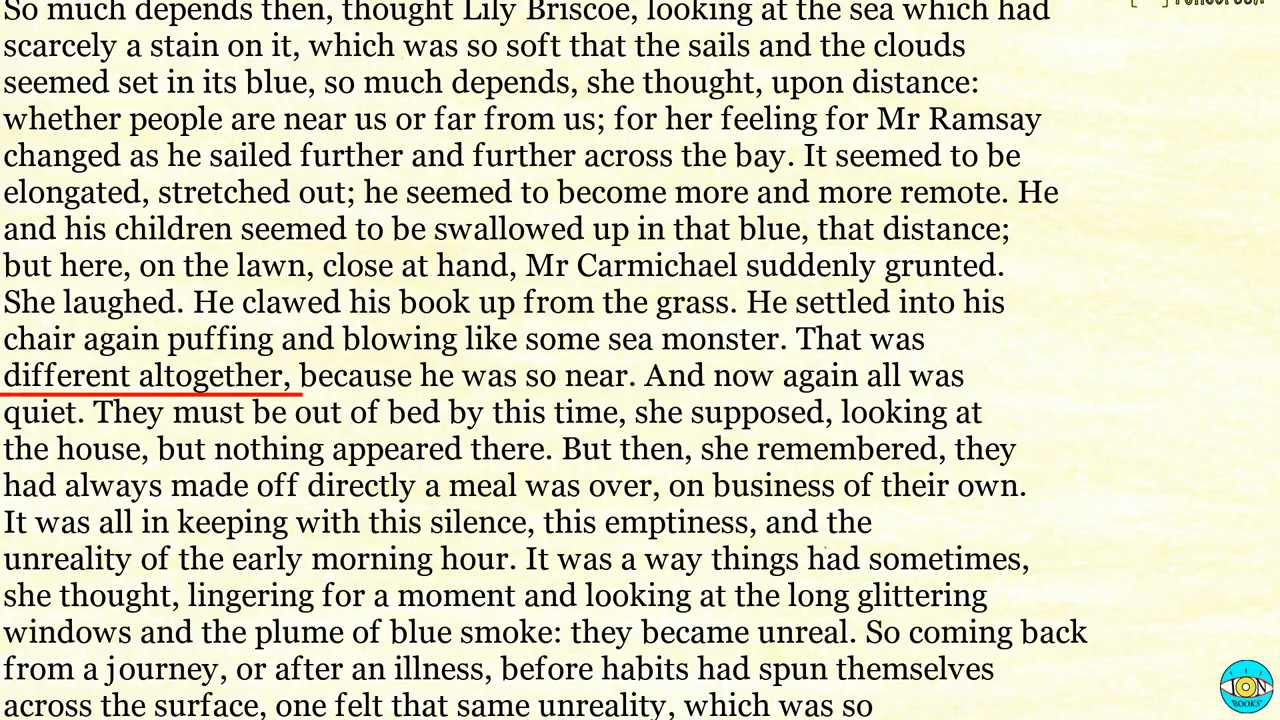 So much depends then, thought Lily Briscoe, looking at the sea which had
scarcely a stain on it, which was so soft that the sails and the clouds
seemed set in its blue, so much depends, she thought, upon distance:
whether people are near us or far from us; for her feeling for Mr Ramsay
changed as he sailed further and further across the bay. It seemed to be
elongated, stretched out; he seemed to become more and more remote. He
and his children seemed to be swallowed up in that blue, that distance;
but here, on the lawn, close at hand, Mr Carmichael suddenly grunted.
She laughed. He clawed his book up from the grass. He settled into his
chair again puffing and blowing like some sea monster. That was
different altogether, because he was so near. And now again all was
quiet. They must be out of bed by this time, she supposed, looking at
the house, but nothing appeared there. But then, she remembered, they
had always made off directly a meal was over, on business of their own.
It was all in keeping with this silence, this emptiness, and the
unreality of the early morning hour. It was a way things had sometimes,
she thought, lingering for a moment and looking at the long glittering
windows and the plume of blue smoke: they became unreal. So coming back
from a journey, or after an illness, before habits had spun themselves
across the surface, one felt that same unreality, which was so
ION
BOOKS